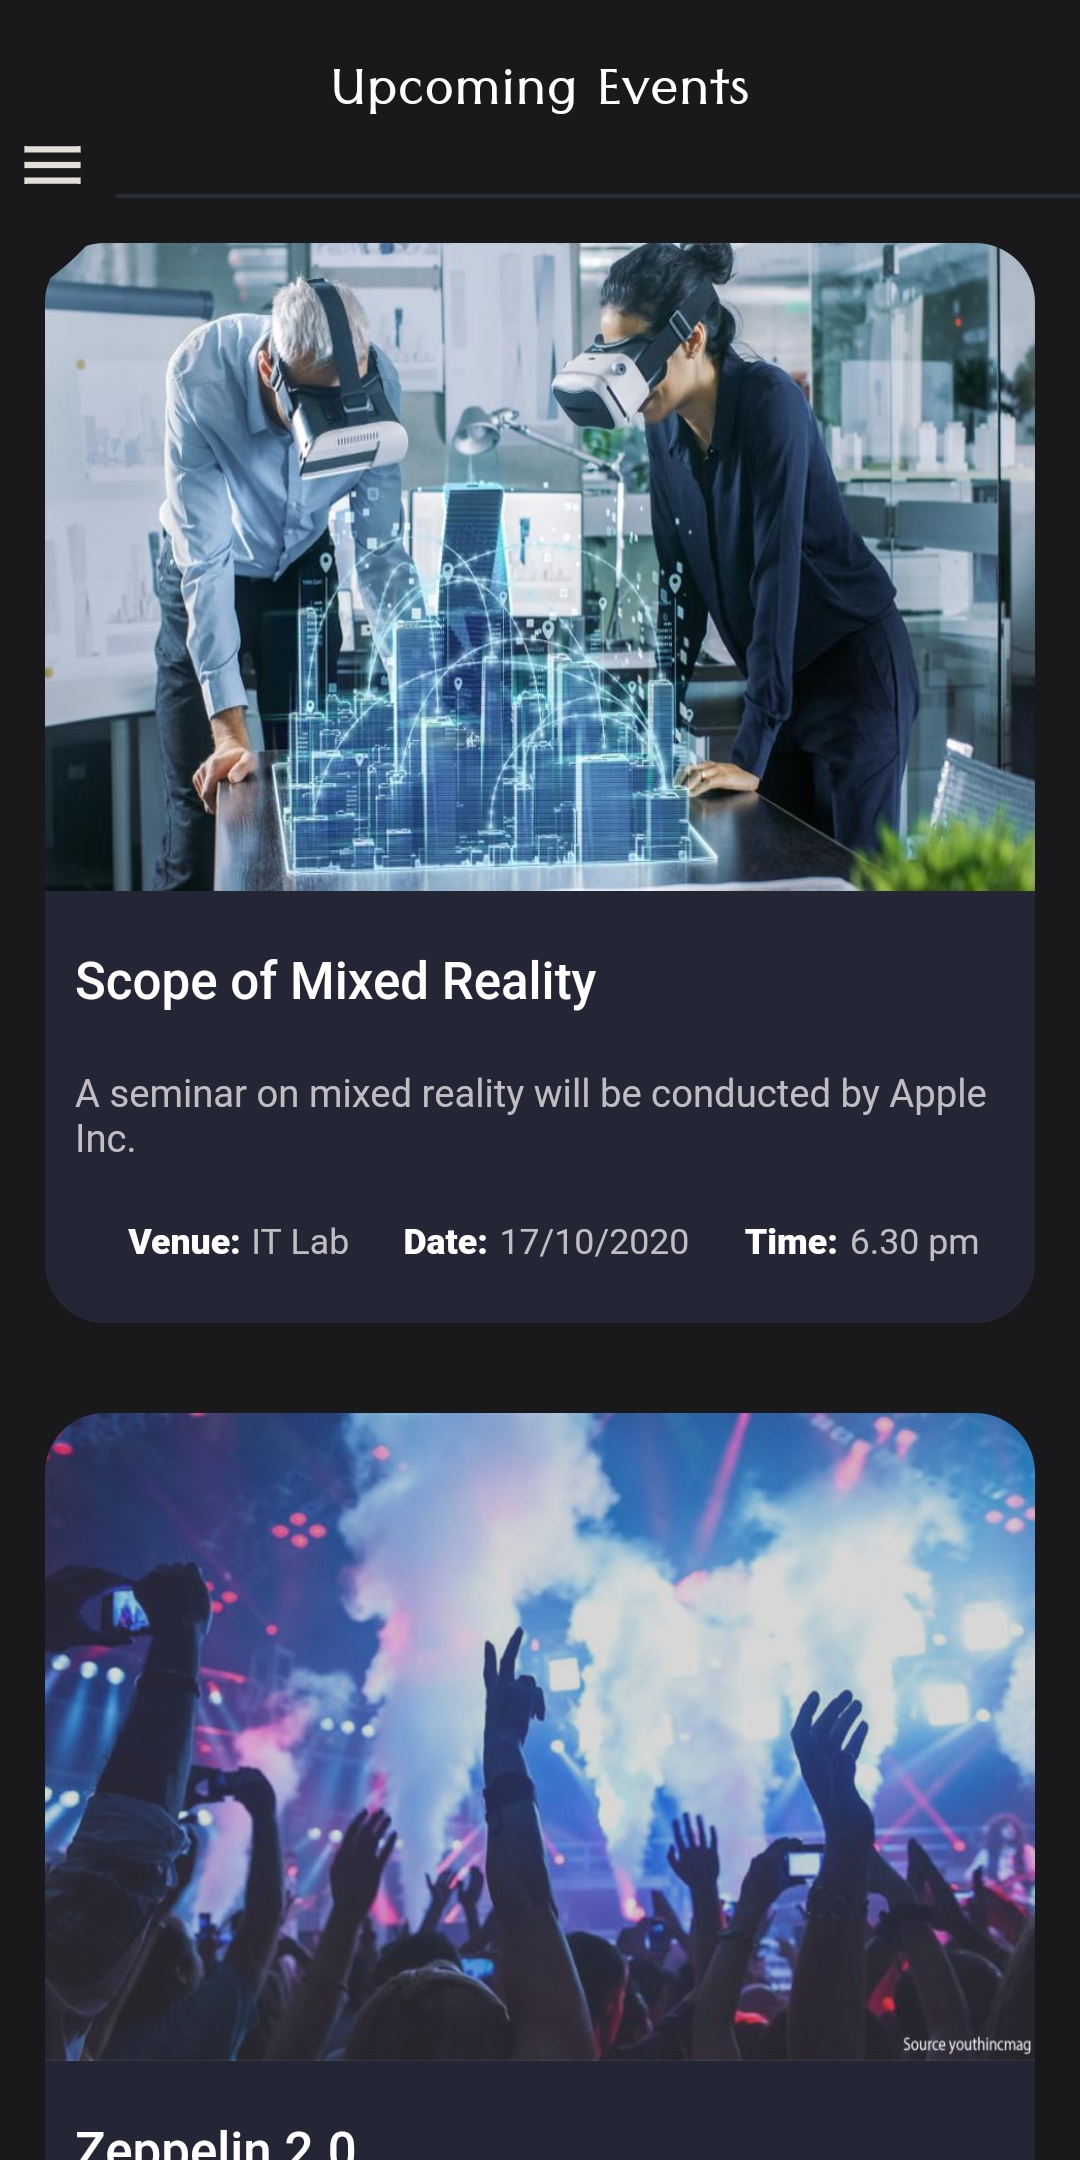 Upcoming Events
Scope of Mixed Reality
A seminar on mixed reality will be conducted by Apple
Inc.
Venue: IT Lab Date: 17/10/2020 Time: 6.30 pm
Source youthincmag
Zeppelin 2.0